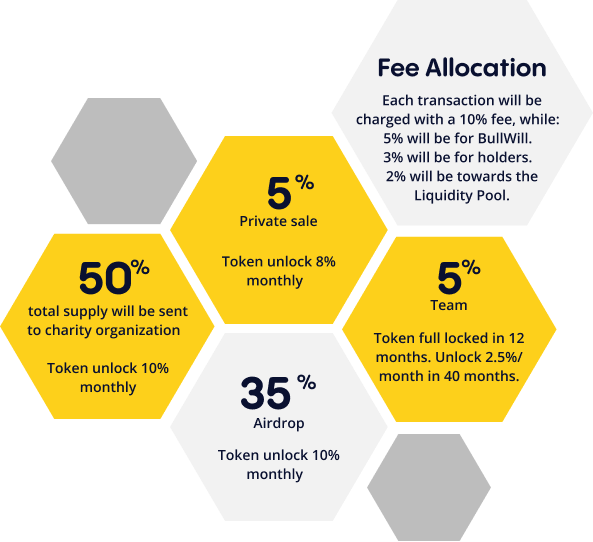 Fee Allocation
Each transaction will be
charged with a 10% fee, while:
5% will be for BullWill.
3% will be for holders.
2% will be towards the
Liquidity Pool.
5%
Private sale
Token unlock 8%
monthly
50%
total supply will be sent
to charity organization
Token unlock 10%
monthly
5%
Team
Token full locked in 12
months. Unlock 2.5%/
month in 40 months.
35%
Airdrop
Token unlock 10%
monthly